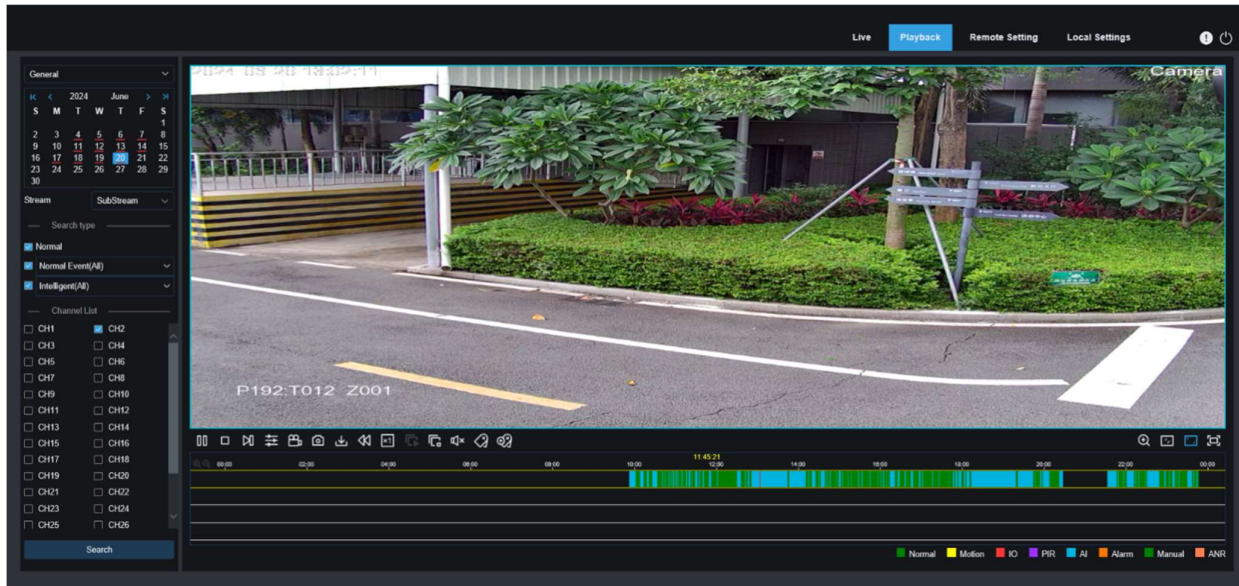 Live Playback Remote Setting Local Settings
General
2024 June
S M T W T F S
1
2 3 4 5 6 7 8
9 10 11 12 13 14 15
16 17 18 19 20 21 22
23 24 25 26 27 28 29
30
Stream SubStream
Search type
Normal
Normal Event(All)
Intelligent(All)
Channel List
CH1 CH2
CH3 CH4
CH5 CH6
CH7 CH8
CH9 CH10
CH11 CH12
CH13 CH14
CH15 CH16
CH17 CH18
CH19 CH20
CH21 CH22
CH23 CH24
CH25 CH26
Search
Camera
P192:T012 Z001
×1
11:45:21
00:00 02:00 04:00 06:00 08:00 10:00 12:00 14:00 16:00 18:00 20:00 22:00 00:00
Normal Motion IO PIR AI Alarm Manual ANR